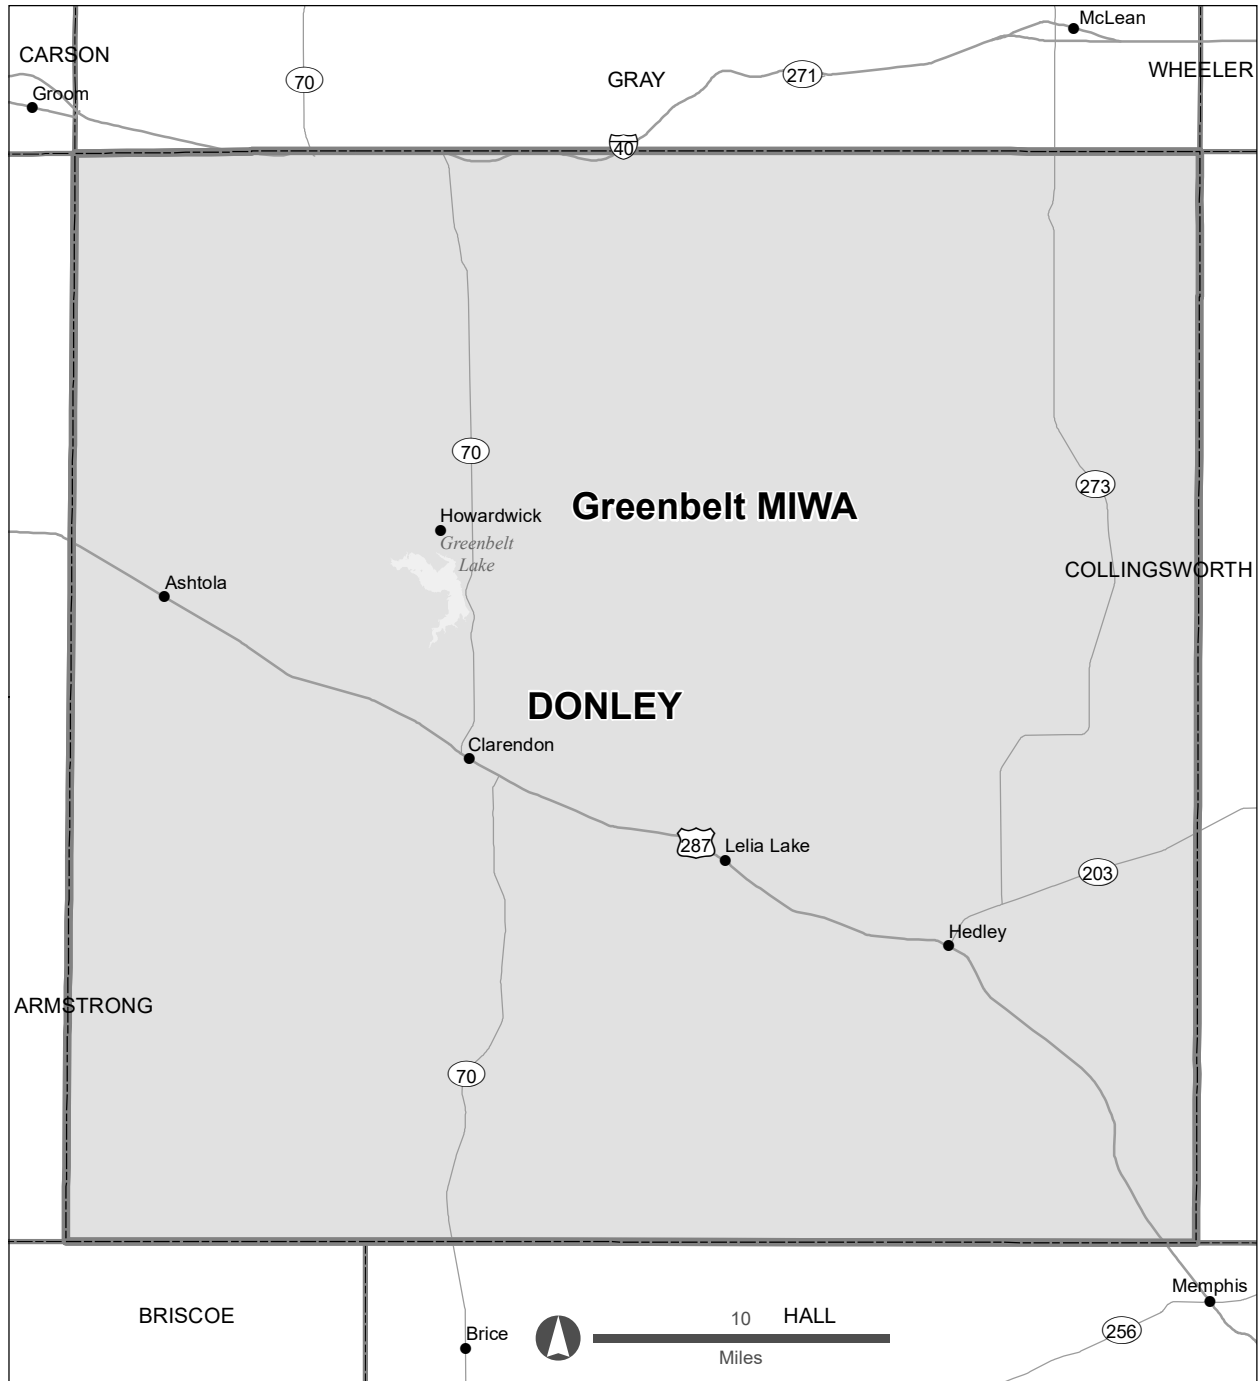 McLean
CARSON
70
GRAY
271
WHEELER
Groom
40
70
273
Howardwick
Greenbelt MIWA
Greenbelt
Lake
COLLINGSWORTH
Ashtola
DONLEY
Clarendon
287
Lelia Lake
203
Hedley
ARMSTRONG
70
Memphis
BRISCOE
10
HALL
256
Brice
Miles